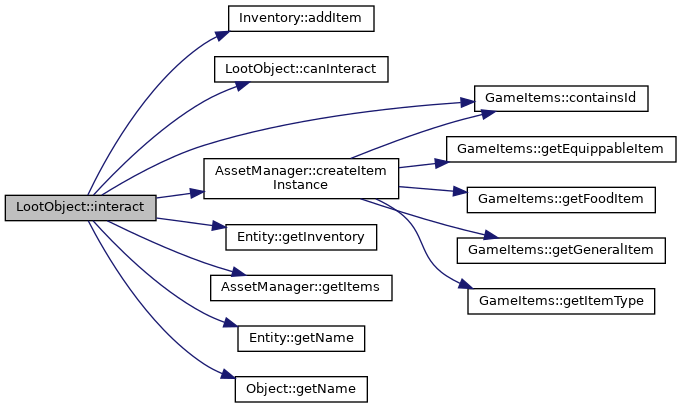 LootObject::interact
Inventory::addItem
LootObject::canInteract
GameItems::containsId
AssetManager::createItem
Instance
GameItems::getEquippableItem
GameItems::getFoodItem
GameItems::getGeneralItem
GameItems::getItemType
Entity::getInventory
AssetManager::getItems
Entity::getName
Object::getName